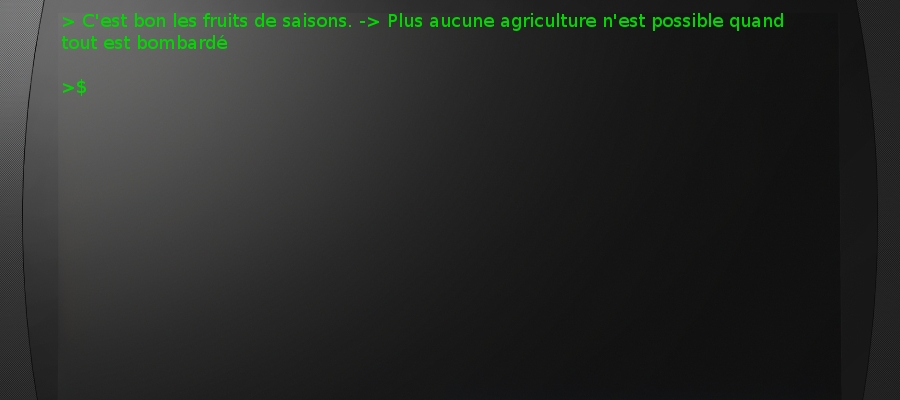 > C'est bon les fruits de saisons. -> Plus aucune agriculture n'est possible quand
tout est bombardé
>$